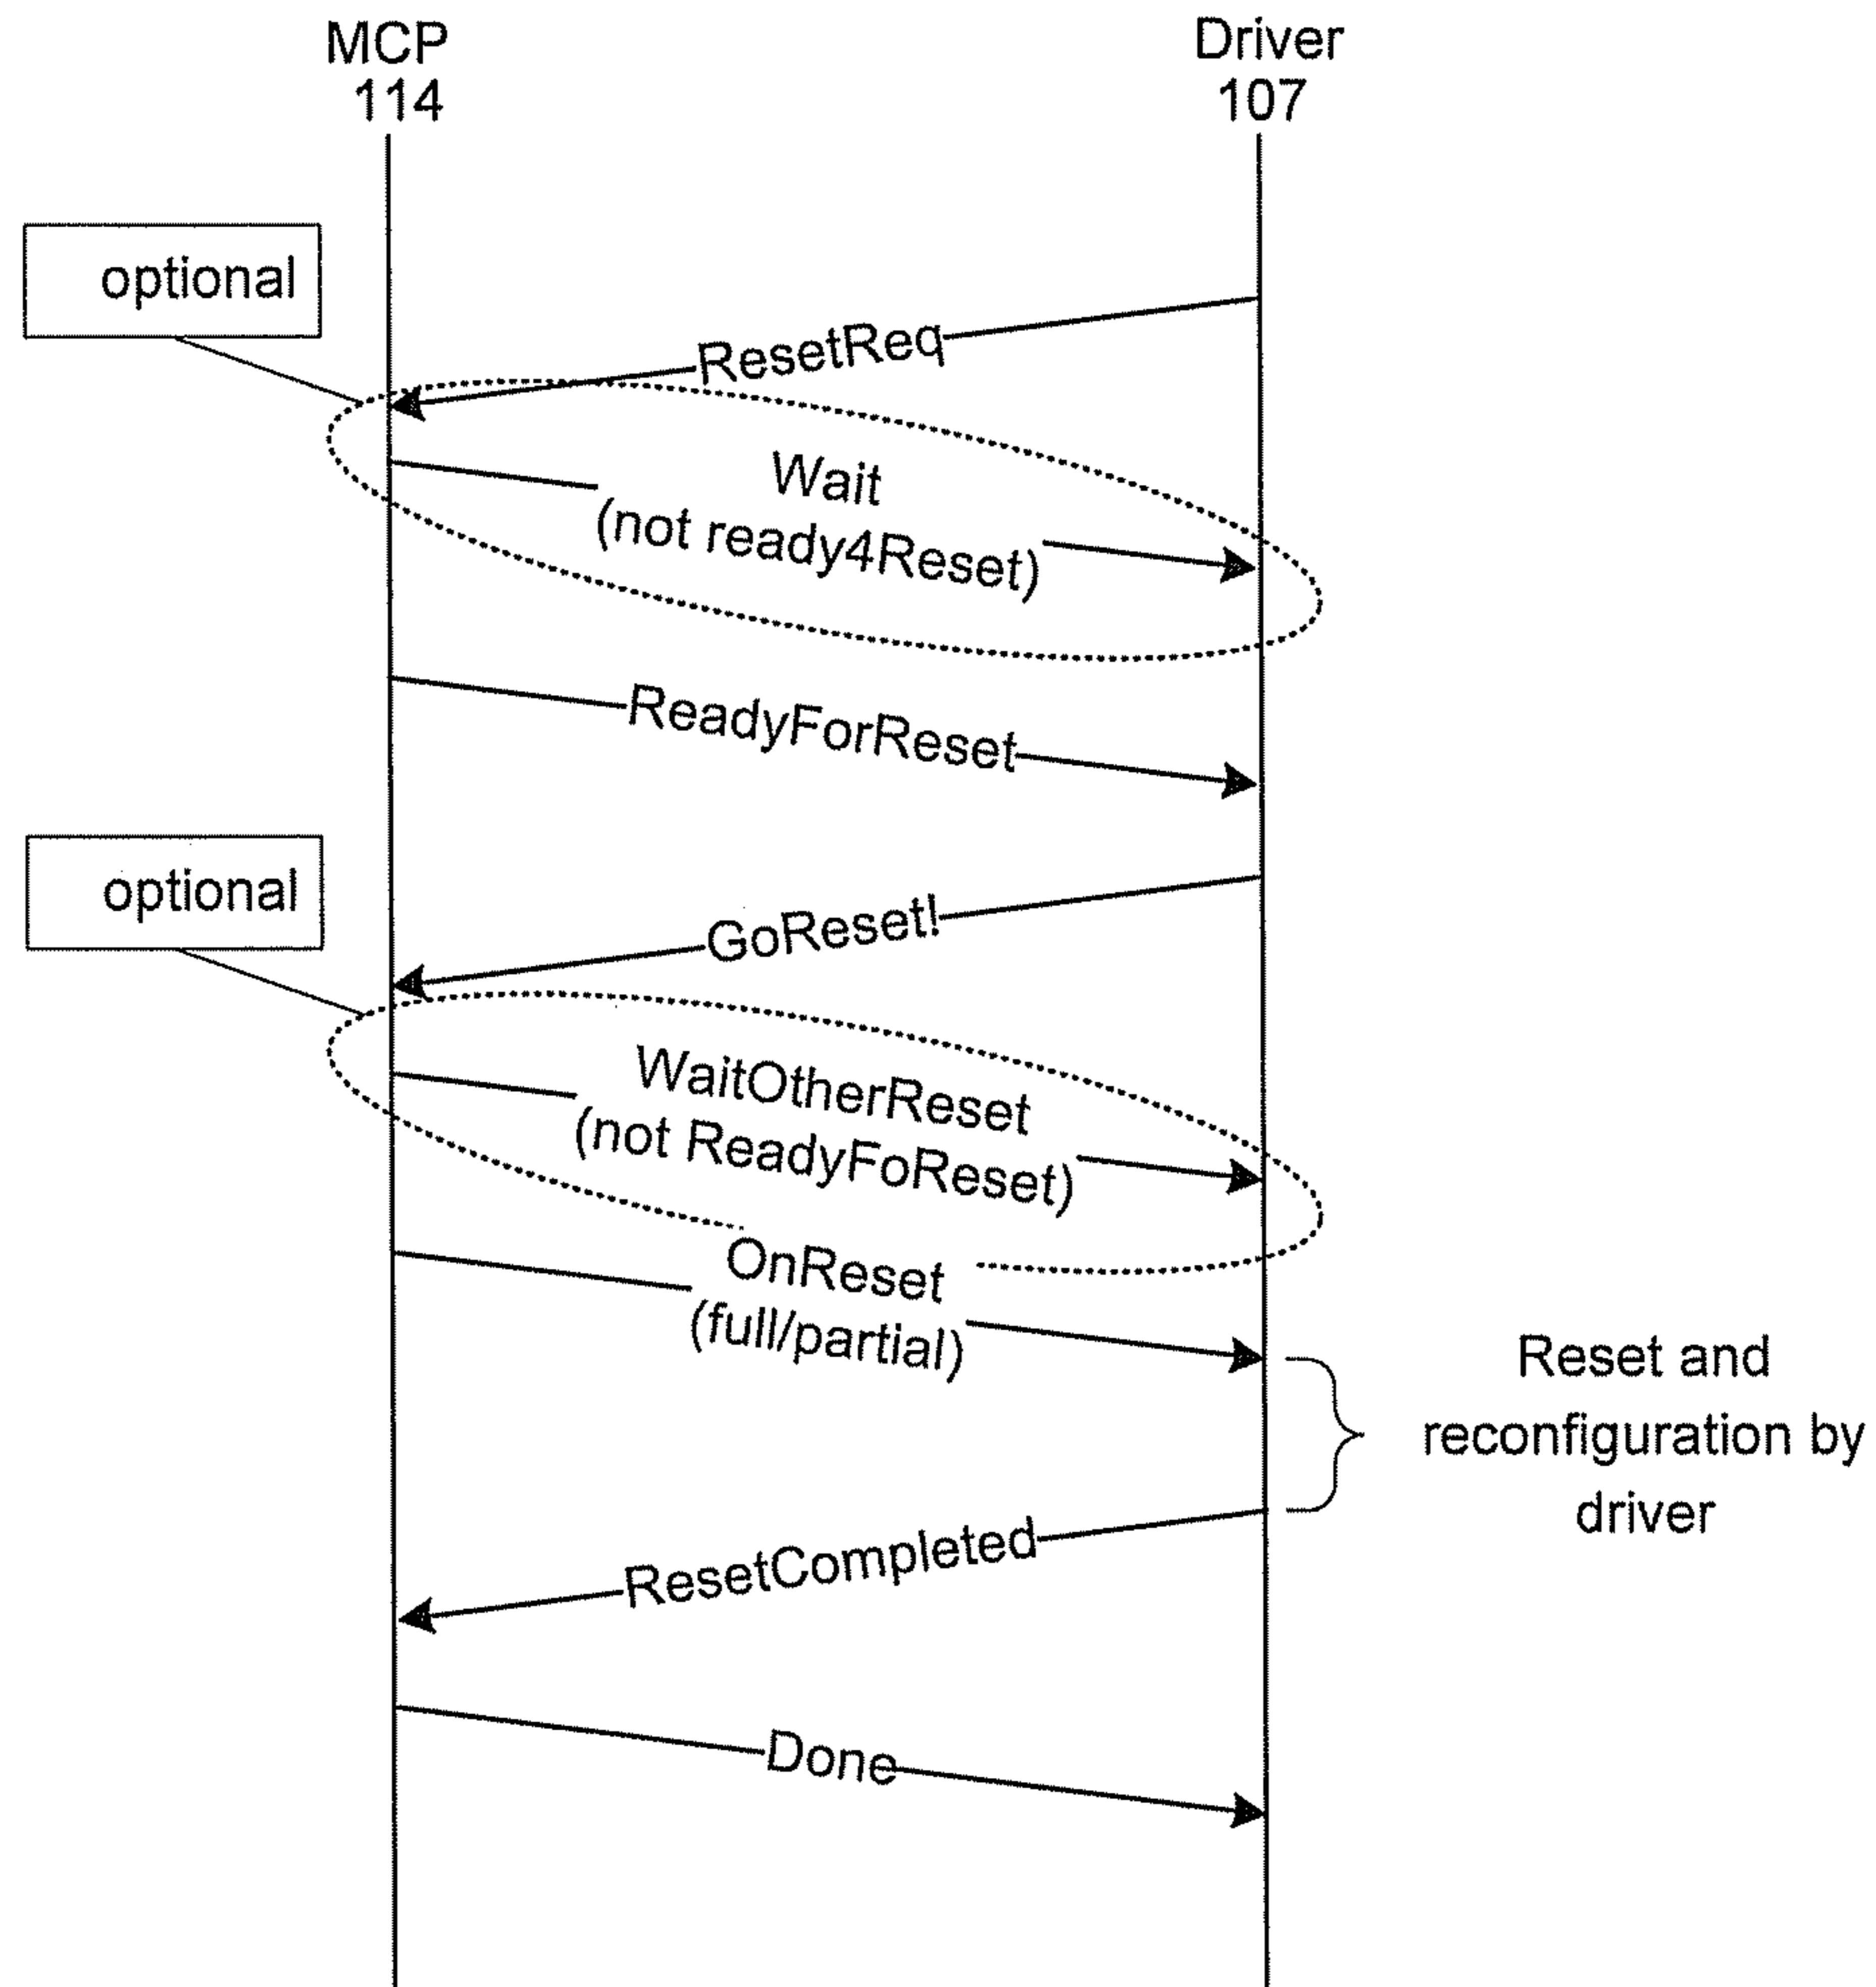 MCP
114
Driver
107
optional
ResetReq
Wait
(not ready4Reset)
ReadyForReset
optional
GoReset!
WaitOtherReset
(not ReadyFoReset)
OnReset
(full/partial)
Reset and
reconfiguration by
driver
ResetCompleted
Done